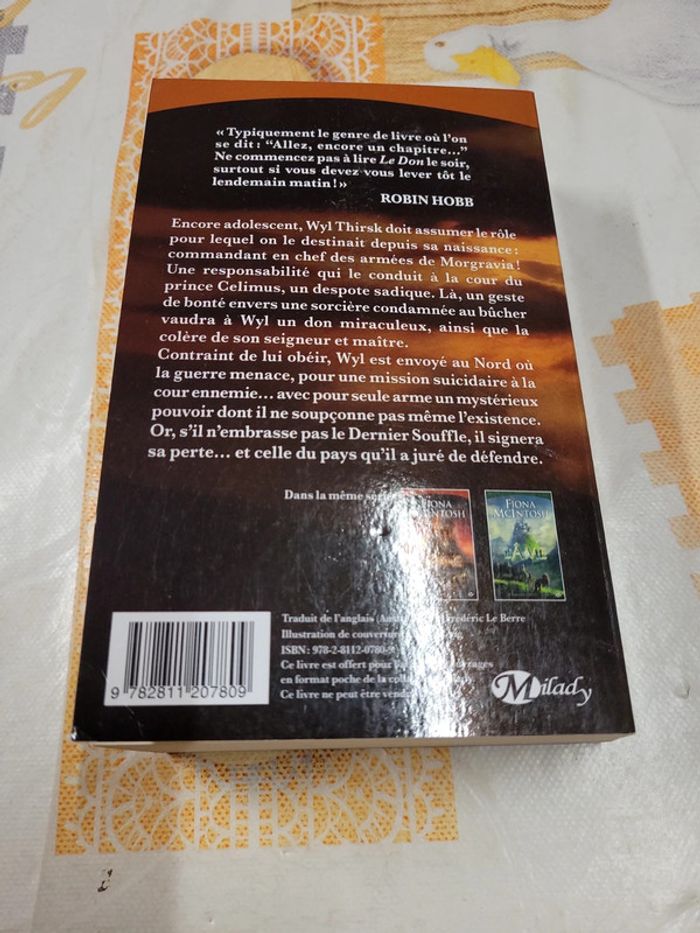 « Typiquement le genre de livre où l'on
se dit : “Allez, encore un chapitre...”
Ne commencez pas à lire Le Don le soir,
surtout si vous devez vous lever tôt le
lendemain matin ! »
ROBIN HOBB
Encore adolescent, Wyl Thirsk doit assumer le rôle
pour lequel on le destinait depuis sa naissance :
commandant en chef des armées de Morgravia !
Une responsabilité qui le conduit à la cour du
prince Celimus, un despote sadique. Là, un geste
de bonté envers une sorcière condamnée au bûcher
vaudra à Wyl un don miraculeux, ainsi que la
colère de son seigneur et maître.
Contraint de lui obéir, Wyl est envoyé au Nord où
la guerre menace, pour une mission suicidaire à la
cour ennemie... avec pour seule arme un mystérieux
pouvoir dont il ne soupçonne pas même l'existence.
Or, s'il n'embrasse pas le Dernier Souffle, il signera
sa perte... et celle du pays qu'il a juré de défendre.
Dans la même série
FIONA
MCINTOSH
FIONA
MCINTOSH
Traduit de l'anglais Frédéric Le Berre
Illustration de couverture
ISBN : 978-2-8112-0780-9
Ce livre est offert pour ouvrages
en format poche de la
Ce livre ne peut être
Milady
9 782811 207809